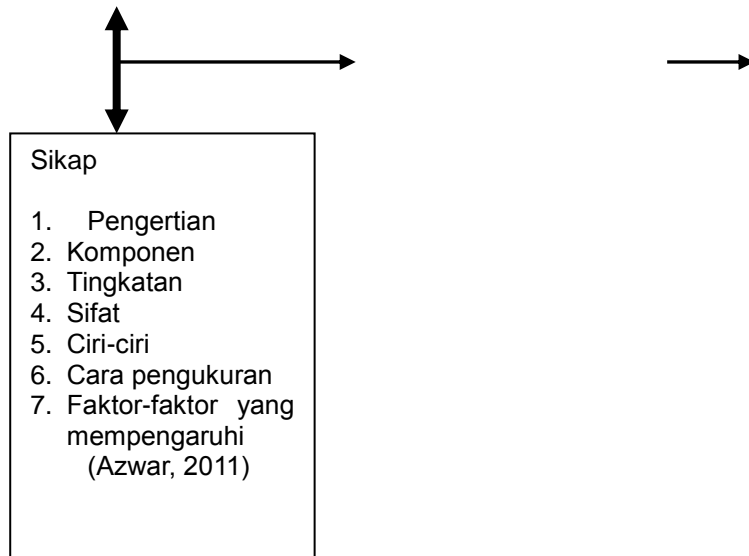 Sikap
1. Pengertian
2. Komponen
3. Tingkatan
4. Sifat
5. Ciri-ciri
6. Cara pengukuran
7. Faktor-faktor yang
mempengaruhi
(Azwar, 2011)